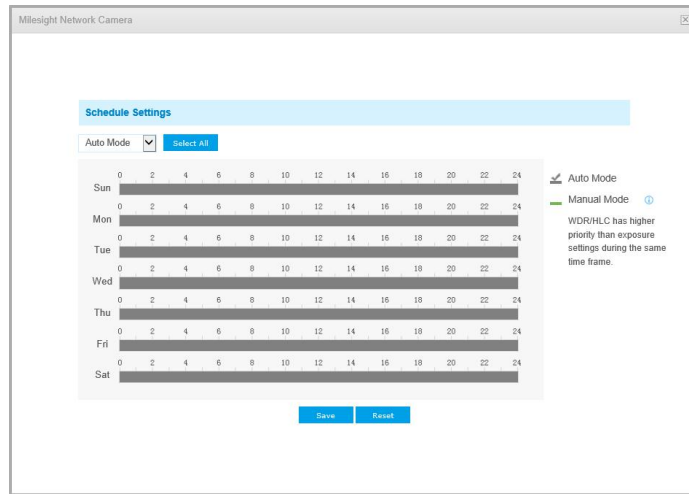 Milesight Network Camera
Schedule Settings
Auto Mode Select All
0 2 4 6 8 10 12 14 16 18 20 22 24
Sun
0 2 4 6 8 10 12 14 16 18 20 22 24
Mon
0 2 4 6 8 10 12 14 16 18 20 22 24
Tue
0 2 4 6 8 10 12 14 16 18 20 22 24
Wed
0 2 4 6 8 10 12 14 16 18 20 22 24
Thu
0 2 4 6 8 10 12 14 16 18 20 22 24
Fri
0 2 4 6 8 10 12 14 16 18 20 22 24
Sat
Auto Mode
Manual Mode
WDR/HLC has higher
priority than exposure
settings during the same
time frame.
Save Reset